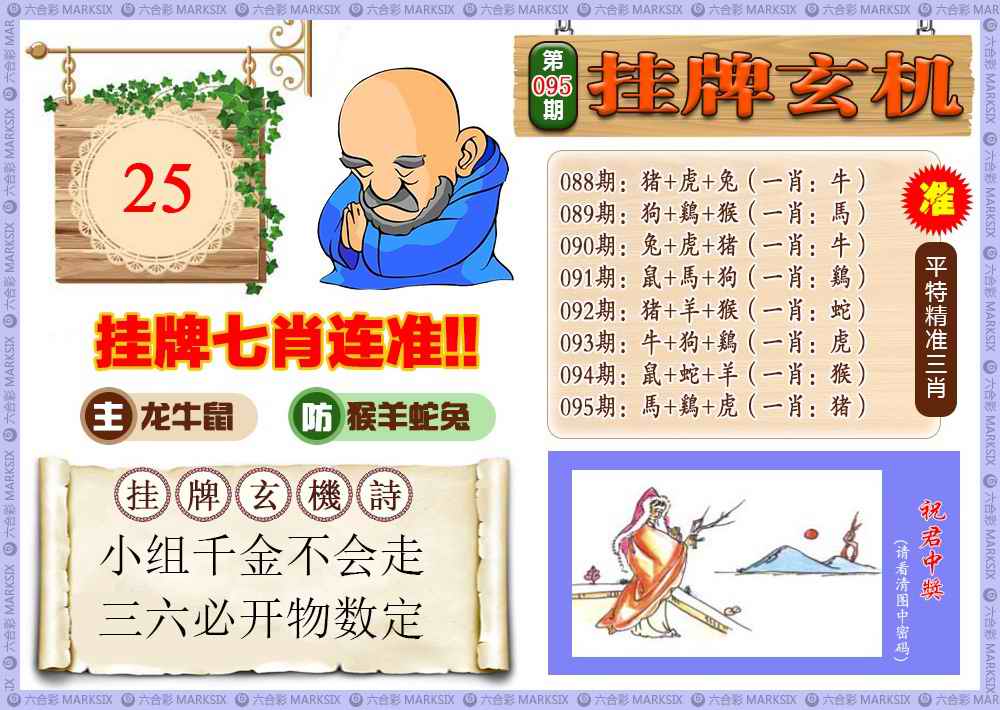 六合彩 MARKSIX
25
第
095
期
挂牌玄机
088期：猪+虎+兔（一肖：牛）
089期：狗+鷄+猴（一肖：馬）
090期：兔+虎+猪（一肖：牛）
091期：鼠+馬+狗（一肖：鷄）
092期：猪+羊+猴（一肖：蛇）
093期：牛+狗+鷄（一肖：虎）
094期：鼠+蛇+羊（一肖：猴）
095期：馬+鷄+虎（一肖：猪）
准
平特精准三肖
挂牌七肖连准!!
主 龙牛鼠
防 猴羊蛇兔
挂牌玄機詩
小组千金不会走
三六必开物数定
祝君中獎
（请看清图中密码）